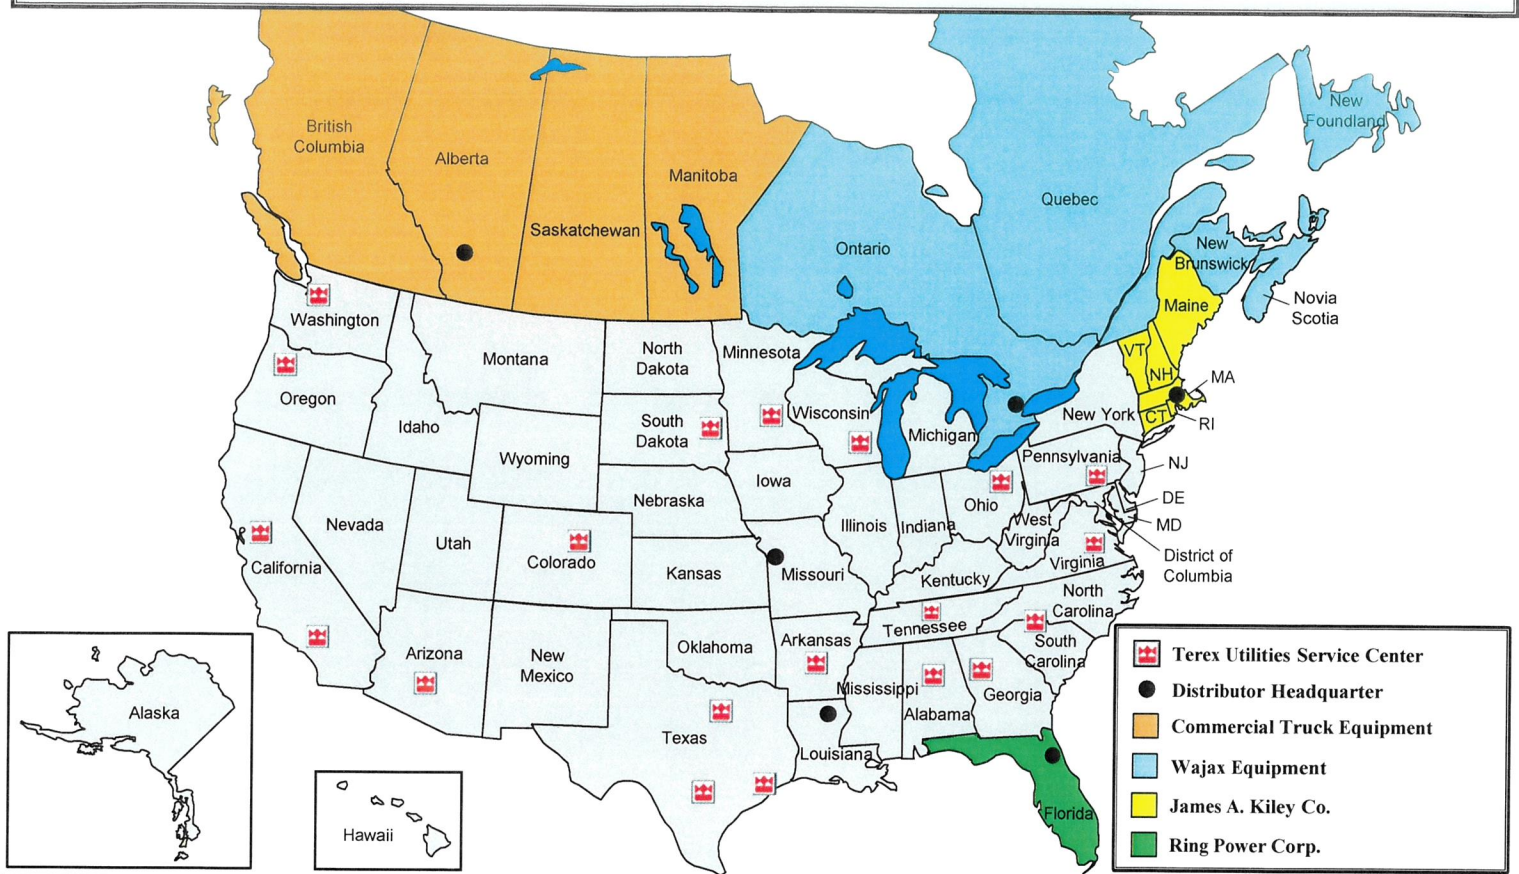 New
Foundland
British
Columbia
Alberta
Manitoba
Saskatchewan
Quebec
Ontario
New
Brunswick
Novia
Scotia
Maine
Washington
Montana
North
Dakota
Minnesota
VT
NH
MA
Oregon
Idaho
South
Dakota
Wisconsin
Michigan
New York
CT
RI
Wyoming
Iowa
Pennsylvania
NJ
Nebraska
Nevada
Utah
Colorado
Illinois
Indiana
Ohio
West
Virginia
DE
MD
District of
Columbia
California
Kansas
Missouri
Kentucky
Virginia
North
Carolina
Arizona
New
Mexico
Oklahoma
Arkansas
Tennessee
South
Carolina
Mississippi
Alabama
Georgia
Texas
Louisiana
Florida
Alaska
Hawaii
Terex Utilities Service Center
Distributor Headquarter
Commercial Truck Equipment
Wajax Equipment
James A. Kiley Co.
Ring Power Corp.